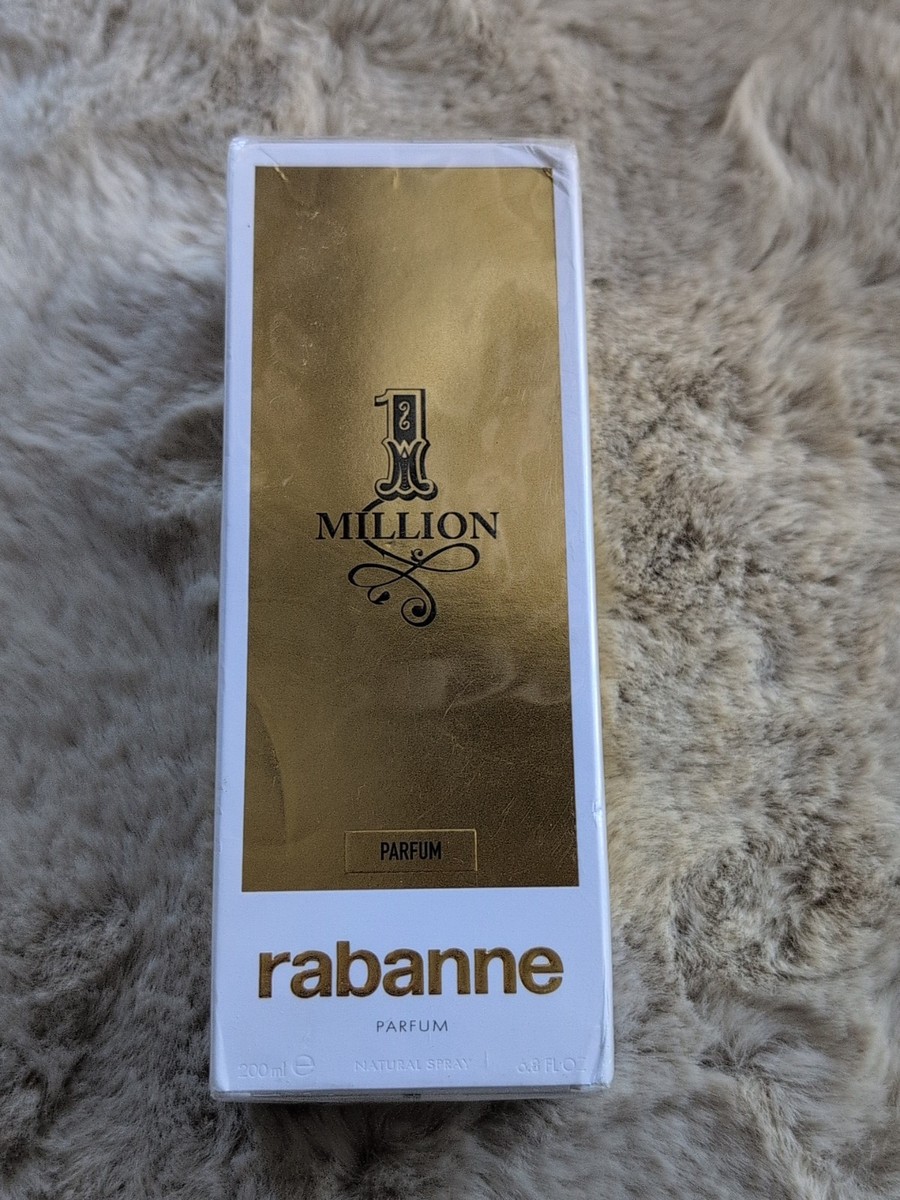 1
MILLION
PARFUM
rabanne
PARFUM
200 ml ℮ NATURAL SPRAY | 6.8 FL OZ